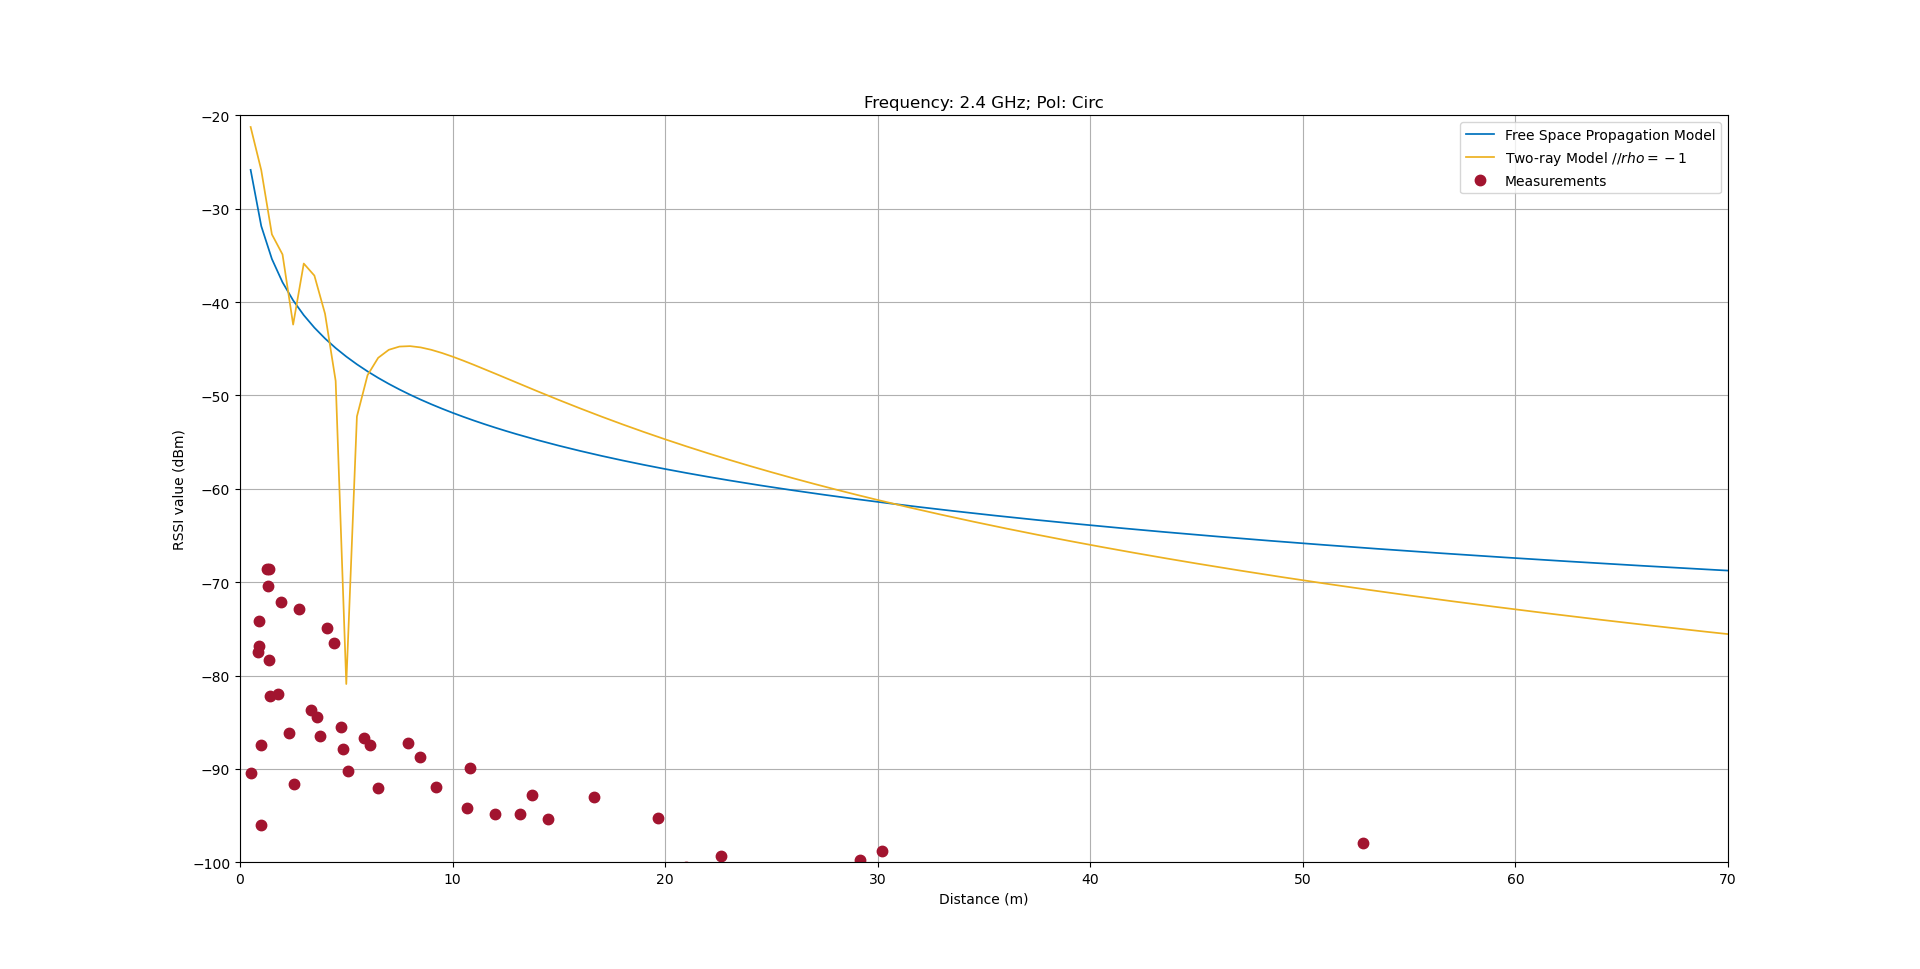 Frequency: 2.4 GHz; Pol: Circ
−20
−30
−40
−50
−60
−70
−80
−90
−100
RSSI value (dBm)
Free Space Propagation Model
Two-ray Model //rho = −1
Measurements
0 10 20 30 40 50 60 70
Distance (m)